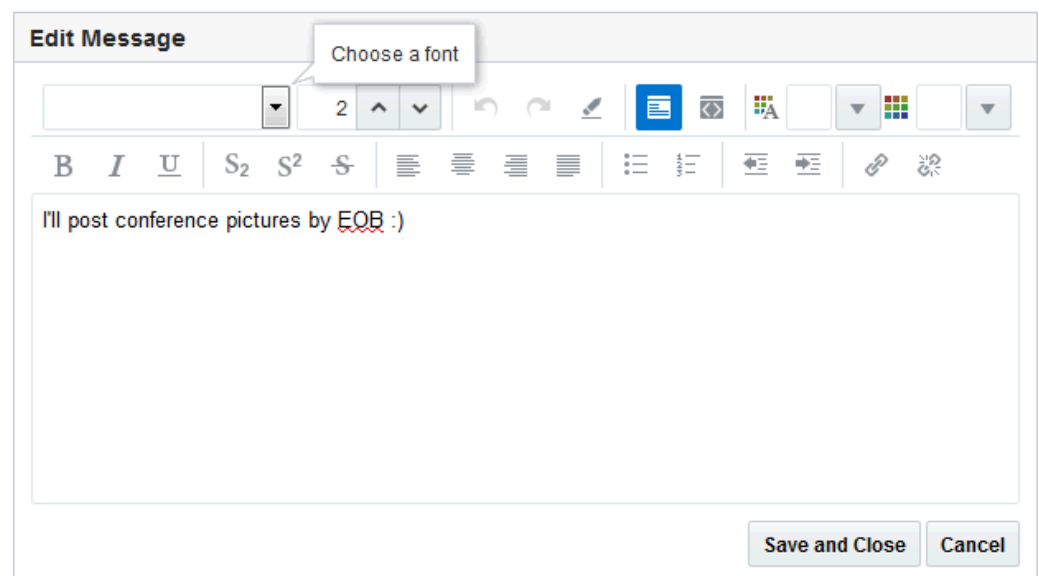 Edit Message
Choose a font
2
A
B I U S₂ S² S
I'll post conference pictures by EOB :)
Save and Close Cancel